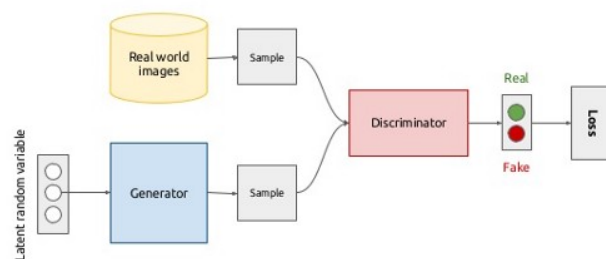 Real world
images
Sample
Real
Discriminator
Loss
Fake
Latent random variable
Generator
Sample